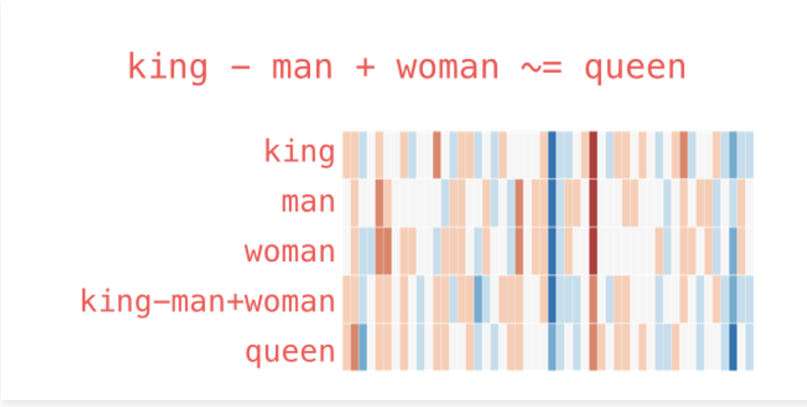 king − man + woman ~= queen
king
man
woman
king−man+woman
queen